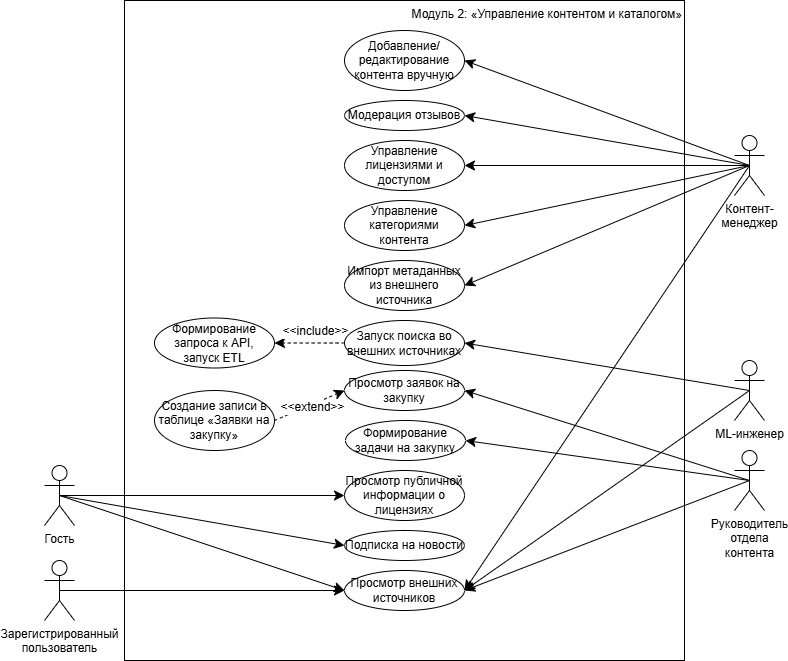 Модуль 2: «Управление контентом и каталогом»
Добавление/
редактирование
контента вручную
Модерация отзывов
Управление
лицензиями и
доступом
Управление
категориями
контента
Импорт метаданных
из внешнего
источника
Контент-
менеджер
Формирование
запроса к API,
запуск ETL
<<include>>
Запуск поиска во
внешних источниках
Создание записи в
таблице «Заявки на
закупку»
<<extend>>
Просмотр заявок на
закупку
ML-инженер
Формирование
задачи на закупку
Просмотр публичной
информации о
лицензиях
Руководитель
отдела
контента
Гость
Подписка на новости
Просмотр внешних
источников
Зарегистрированный
пользователь